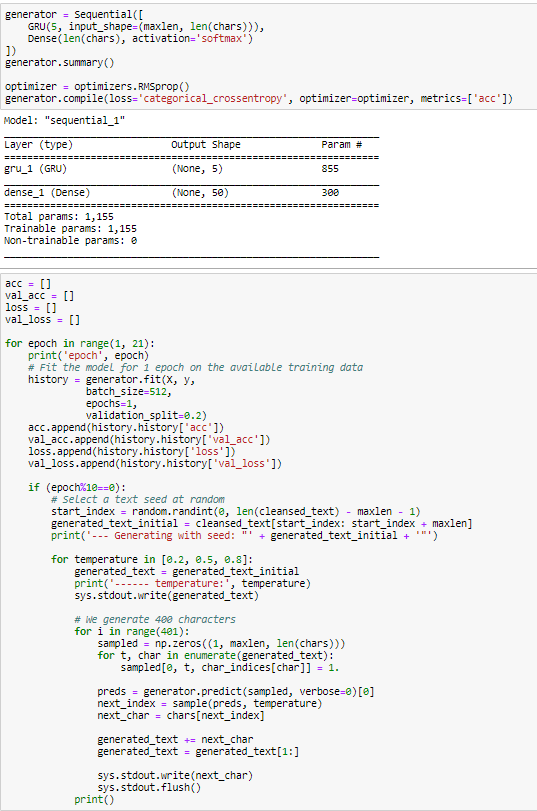 generator = Sequential([
    GRU(5, input_shape=(maxlen, len(chars))),
    Dense(len(chars), activation='softmax')
])
generator.summary()

optimizer = optimizers.RMSprop()
generator.compile(loss='categorical_crossentropy', optimizer=optimizer, metrics=['acc'])
Model: "sequential_1"
_________________________________________________________________
Layer (type)                 Output Shape              Param #
=================================================================
gru_1 (GRU)                  (None, 5)                 855
_________________________________________________________________
dense_1 (Dense)              (None, 50)                300
=================================================================
Total params: 1,155
Trainable params: 1,155
Non-trainable params: 0
_________________________________________________________________
acc = []
val_acc = []
loss = []
val_loss = []

for epoch in range(1, 21):
    print('epoch', epoch)
    # Fit the model for 1 epoch on the available training data
    history = generator.fit(X, y,
              batch_size=512,
              epochs=1,
              validation_split=0.2)
    acc.append(history.history['acc'])
    val_acc.append(history.history['val_acc'])
    loss.append(history.history['loss'])
    val_loss.append(history.history['val_loss'])

    if (epoch%10==0):
        # Select a text seed at random
        start_index = random.randint(0, len(cleansed_text) - maxlen - 1)
        generated_text_initial = cleansed_text[start_index: start_index + maxlen]
        print('--- Generating with seed: "' + generated_text_initial + '"')

        for temperature in [0.2, 0.5, 0.8]:
            generated_text = generated_text_initial
            print('------ temperature:', temperature)
            sys.stdout.write(generated_text)

            # We generate 400 characters
            for i in range(401):
                sampled = np.zeros((1, maxlen, len(chars)))
                for t, char in enumerate(generated_text):
                    sampled[0, t, char_indices[char]] = 1.

                preds = generator.predict(sampled, verbose=0)[0]
                next_index = sample(preds, temperature)
                next_char = chars[next_index]

                generated_text += next_char
                generated_text = generated_text[1:]

                sys.stdout.write(next_char)
                sys.stdout.flush()
            print()